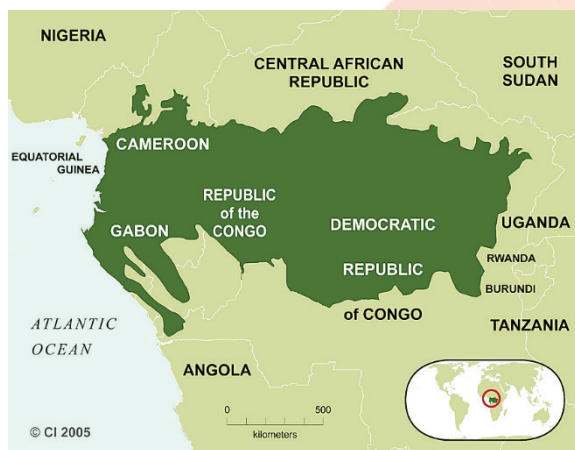 NIGERIA
CENTRAL AFRICAN
REPUBLIC
SOUTH
SUDAN
CAMEROON
EQUATORIAL
GUINEA
REPUBLIC
of the
CONGO
GABON
DEMOCRATIC
REPUBLIC
of CONGO
UGANDA
RWANDA
BURUNDI
TANZANIA
ATLANTIC
OCEAN
ANGOLA
0 500
kilometers
© CI 2005